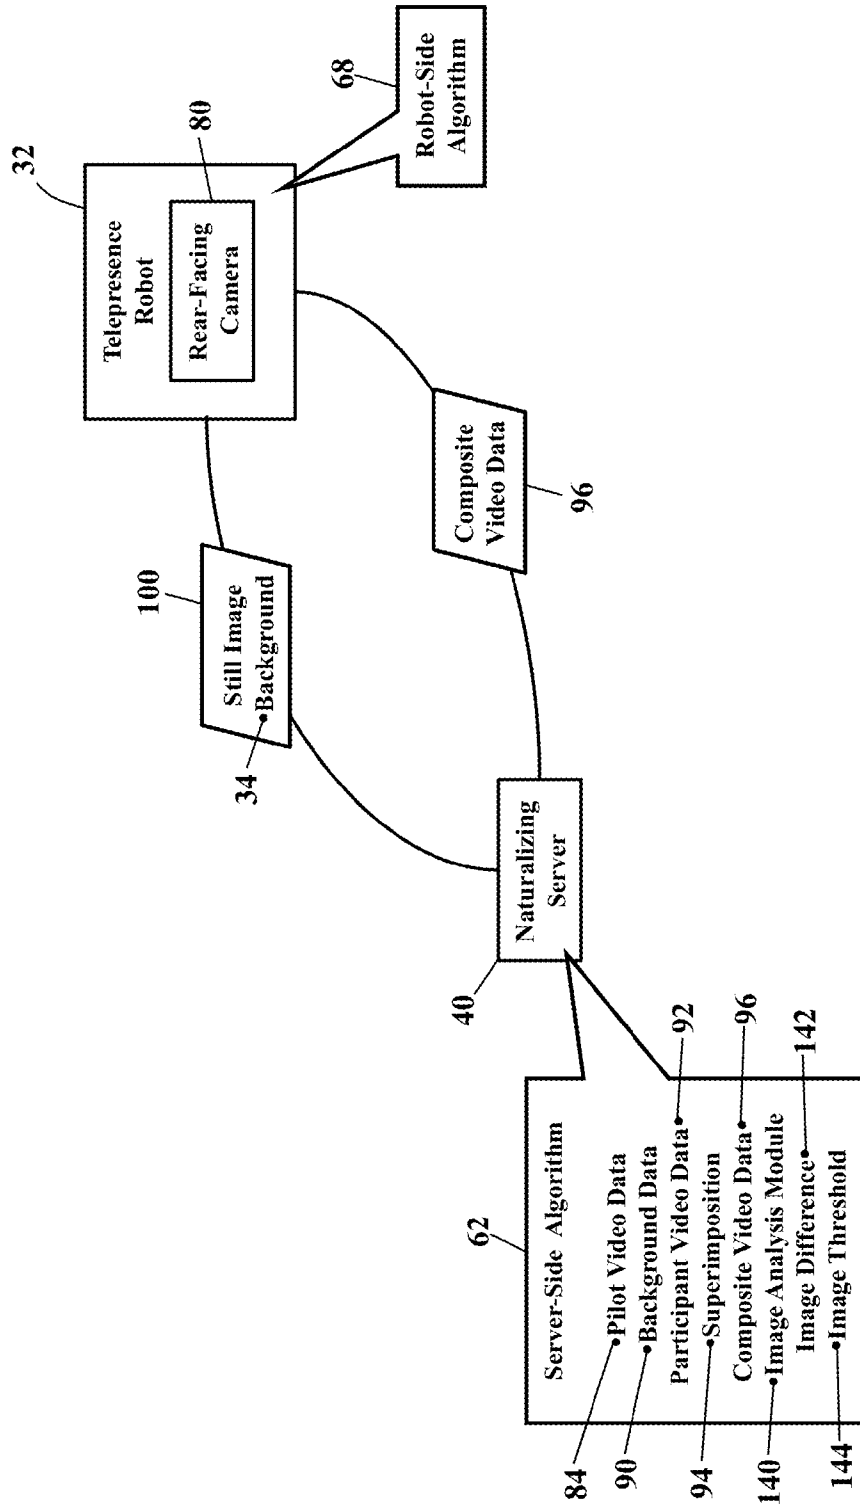 32
Telepresence
Robot
80
Rear-Facing
Camera
68
Robot-Side
Algorithm
100
Still Image
•Background
34
Composite
Video Data
96
Naturalizing
Server
40
62
Server-Side Algorithm
84
•Pilot Video Data
90
•Background Data
Participant Video Data•
92
94
•Superimposition
Composite Video Data•
96
140
•Image Analysis Module
Image Difference•
142
144
•Image Threshold